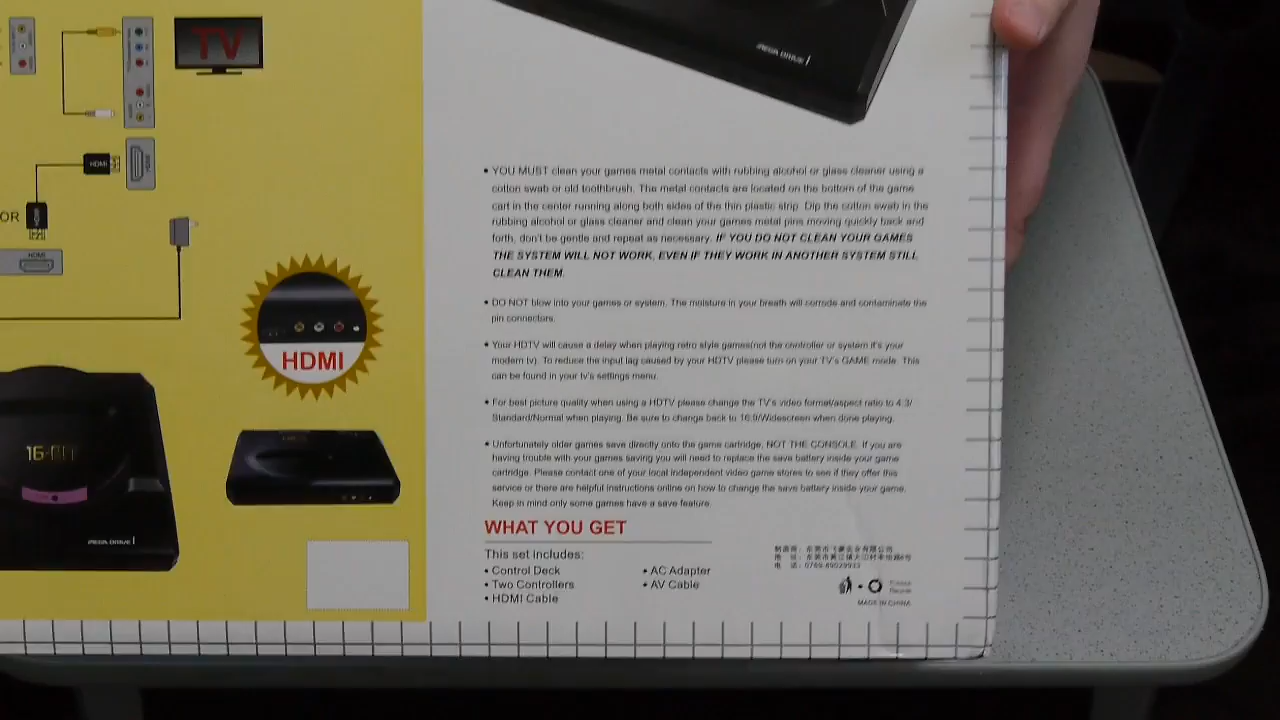 TV
HDMI
HDMI
OR
HDMI
HDMI
HDMI
16-BIT
MEGA DRIVE
MEGA DRIVE
• YOU MUST clean your games metal contacts with rubbing alcohol or glass cleaner using a
cotton swab or old toothbrush. The metal contacts are located on the bottom of the game
cart in the center running along both sides of the thin plastic strip. Dip the cotton swab in the
rubbing alcohol or glass cleaner and clean your games metal pins moving quickly back and
forth, don't be gentle and repeat as necessary. IF YOU DO NOT CLEAN YOUR GAMES
THE SYSTEM WILL NOT WORK, EVEN IF THEY WORK IN ANOTHER SYSTEM STILL
CLEAN THEM.
• DO NOT blow into your games or system. The moisture in your breath will corrode and contaminate the
pin connectors.
• Your HDTV will cause a delay when playing retro style games(not the controller or system it's your
modern tv). To reduce the input lag caused by your HDTV please turn on your TV's GAME mode. This
can be found in your tv's settings menu.
• For best picture quality when using a HDTV please change the TV's video format/aspect ratio to 4:3/
Standard/Normal when playing. Be sure to change back to 16:9/Widescreen when done playing.
• Unfortunately older games save directly onto the game cartridge, NOT THE CONSOLE. If you are
having trouble with your games saving you will need to replace the save battery inside your game
cartridge. Please contact one of your local independent video game stores to see if they offer this
service or there are helpful instructions online on how to change the save battery inside your game.
Keep in mind only some games have a save feature.
WHAT YOU GET
This set includes:
• Control Deck
• Two Controllers
• HDMI Cable
• AC Adapter
• AV Cable
MADE IN CHINA